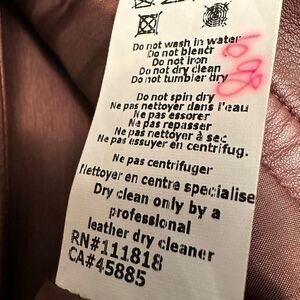 Do not wash in water
Do not bleach
Do not iron
Do not dry clean
Do not tumber dry
Do not spin dry
Ne pas nettoyer dans l'eau
Ne pas essorer
Ne pas repasser
Ne pas nettoyer à sec
Ne pas essuyer en centrifug.
Ne pas centrifuger
Nettoyer en centre specialise
Dry clean only by a
professional
leather dry cleaner
RN#111818
CA#45885